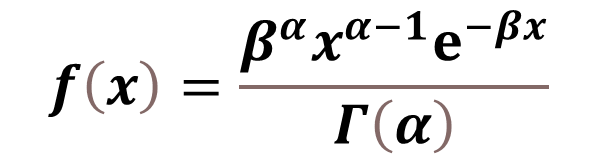 f(x) = β^α x^{α−1} e^{−βx} / Γ(α)